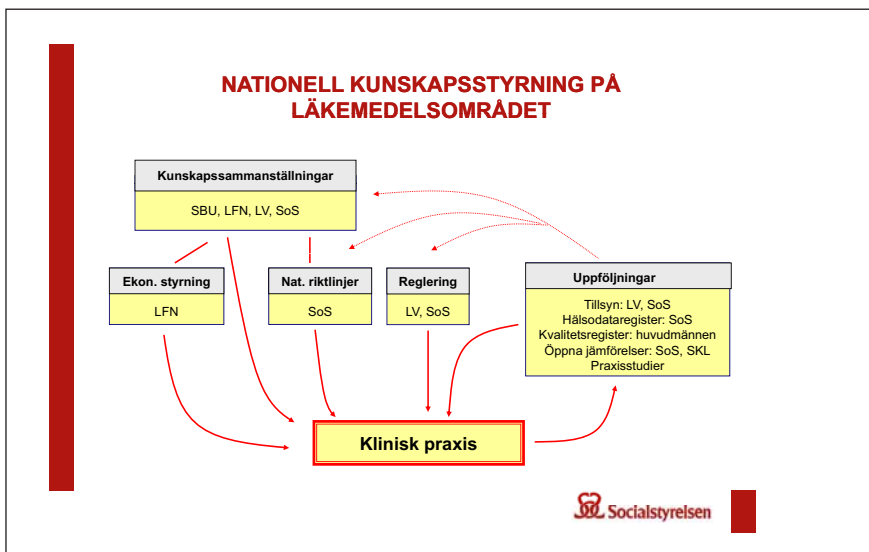 NATIONELL KUNSKAPSSTYRNING PÅ
LÄKEMEDELSOMRÅDET
Kunskapssammanställningar
SBU, LFN, LV, SoS
Ekon. styrning
LFN
Nat. riktlinjer
SoS
Reglering
LV, SoS
Uppföljningar
Tillsyn: LV, SoS
Hälsodataregister: SoS
Kvalitetsregister: huvudmännen
Öppna jämförelser: SoS, SKL
Praxisstudier
Klinisk praxis
Socialstyrelsen